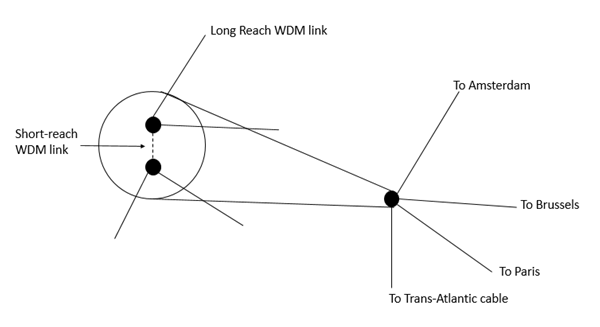 Long Reach WDM link
To Amsterdam
Short-reach
WDM link
To Brussels
To Paris
To Trans-Atlantic cable